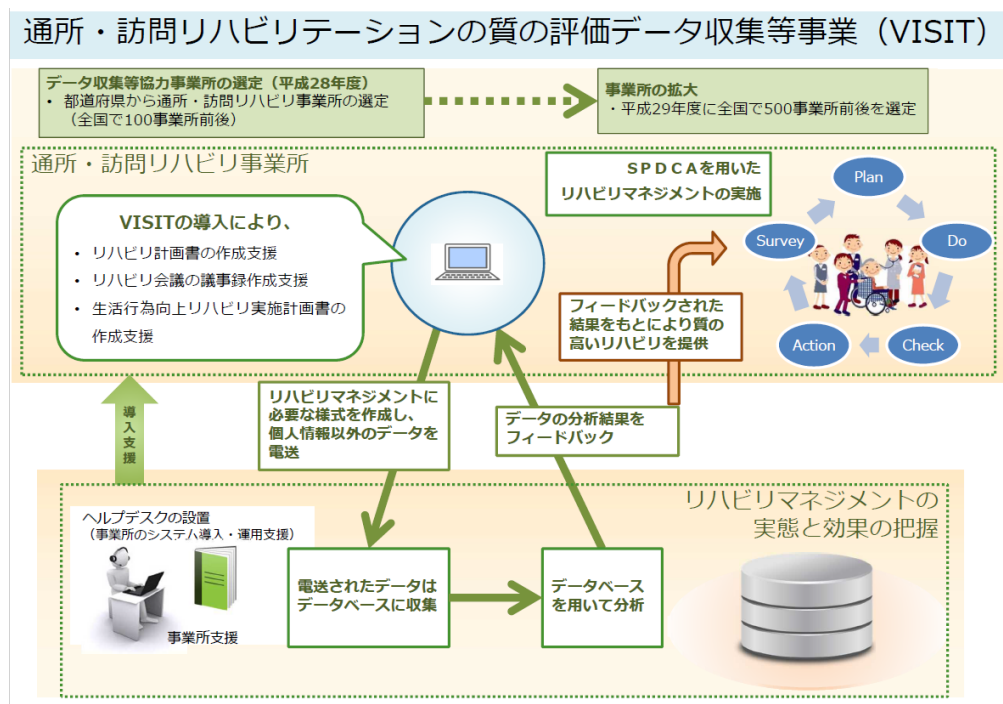 通所・訪問リハビリテーションの質の評価データ収集等事業（VISIT）
データ収集等協力事業所の選定（平成28年度）
• 都道府県から通所・訪問リハビリ事業所の選定
（全国で100事業所前後）
事業所の拡大
・平成29年度に全国で500事業所前後を選定
通所・訪問リハビリ事業所
SPDCAを用いた
リハビリマネジメントの実施
VISITの導入により、
• リハビリ計画書の作成支援
• リハビリ会議の議事録作成支援
• 生活行為向上リハビリ実施計画書の
作成支援
Plan
Do
Check
Action
Survey
フィードバックされた
結果をもとにより質の
高いリハビリを提供
導入支援
リハビリマネジメントに
必要な様式を作成し、
個人情報以外のデータを
電送
データの分析結果を
フィードバック
リハビリマネジメントの
実態と効果の把握
ヘルプデスクの設置
（事業所のシステム導入・運用支援）
事業所支援
電送されたデータは
データベースに収集
データベース
を用いて分析